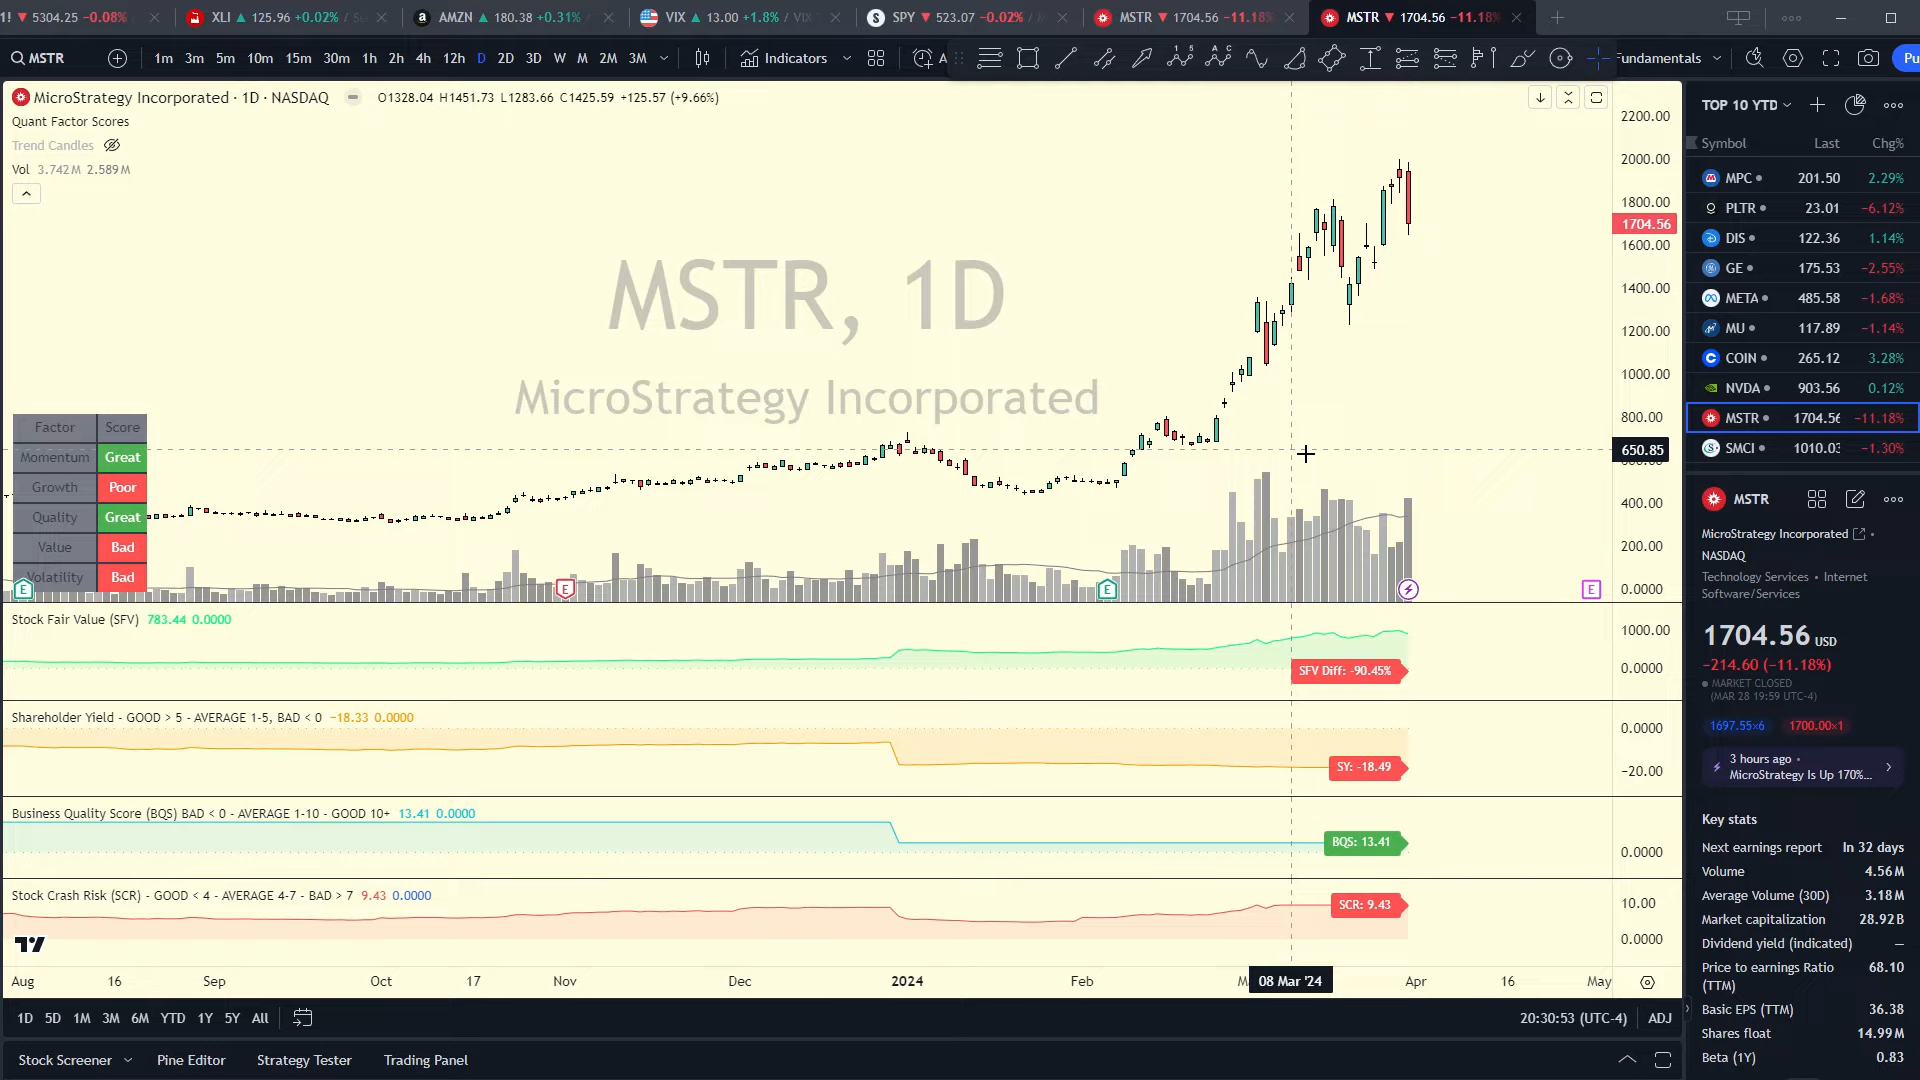 1! ▼ 5304.25 −0.08%
XLI ▲ 125.96 +0.02%
AMZN ▲ 180.38 +0.31%
VIX ▲ 13.00 +1.8% / VIX
SPY ▼ 523.07 −0.02% /
MSTR ▼ 1704.56 −11.18%
MSTR ▼ 1704.56 −11.18%
MSTR
1m 3m 5m 10m 15m 30m 1h 2h 4h 12h D 2D 3D W M 2M 3M
Indicators
A
Fundamentals
Pu
MicroStrategy Incorporated · 1D · NASDAQ
O1328.04 H1451.73 L1283.66 C1425.59 +125.57 (+9.66%)
Quant Factor Scores
Trend Candles
Vol 3.742M 2.589M
MSTR, 1D
MicroStrategy Incorporated
Factor Score
Momentum Great
Growth Poor
Quality Great
Value Bad
Volatility Bad
E E E E
2200.00
2000.00
1800.00
1704.56
1600.00
1400.00
1200.00
1000.00
800.00
650.85
400.00
200.00
0.0000
Stock Fair Value (SFV) 783.44 0.0000
1000.00
0.0000
SFV Diff: -90.45%
Shareholder Yield - GOOD > 5 - AVERAGE 1-5, BAD < 0 −18.33 0.0000
0.0000
−20.00
SY: -18.49
Business Quality Score (BQS) BAD < 0 - AVERAGE 1-10 - GOOD 10+ 13.41 0.0000
BQS: 13.41
0.0000
Stock Crash Risk (SCR) - GOOD < 4 - AVERAGE 4-7 - BAD > 7 9.43 0.0000
10.00
0.0000
SCR: 9.43
Aug 16 Sep Oct 17 Nov Dec 2024 Feb M 08 Mar '24 Apr 16 May
1D 5D 1M 3M 6M YTD 1Y 5Y All
20:30:53 (UTC-4) ADJ
Stock Screener Pine Editor Strategy Tester Trading Panel
TOP 10 YTD
Symbol Last Chg%
MPC 201.50 2.29%
PLTR 23.01 −6.12%
DIS 122.36 1.14%
GE 175.53 −2.55%
META 485.58 −1.68%
MU 117.89 −1.14%
COIN 265.12 3.28%
NVDA 903.56 0.12%
MSTR 1704.56 −11.18%
SMCI 1010.03 −1.30%
MSTR
MicroStrategy Incorporated •
NASDAQ
Technology Services • Internet
Software/Services
1704.56 USD
−214.60 (−11.18%)
MARKET CLOSED
(MAR 28 19:59 UTC-4)
1697.55×6 1700.00×1
3 hours ago •
MicroStrategy Is Up 170%...
Key stats
Next earnings report In 32 days
Volume 4.56M
Average Volume (30D) 3.18M
Market capitalization 28.92B
Dividend yield (indicated) —
Price to earnings Ratio 68.10
(TTM)
Basic EPS (TTM) 36.38
Shares float 14.99M
Beta (1Y) 0.83